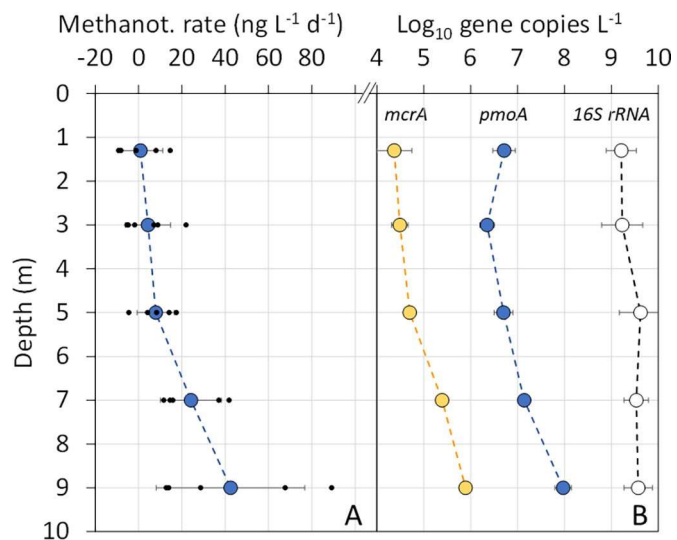 Methanot. rate (ng L⁻¹ d⁻¹) Log₁₀ gene copies L⁻¹
-20 0 20 40 60 80 4 5 6 7 8 9 10
mcrA pmoA 16S rRNA
Depth (m)
0
1
2
3
4
5
6
7
8
9
10
A B